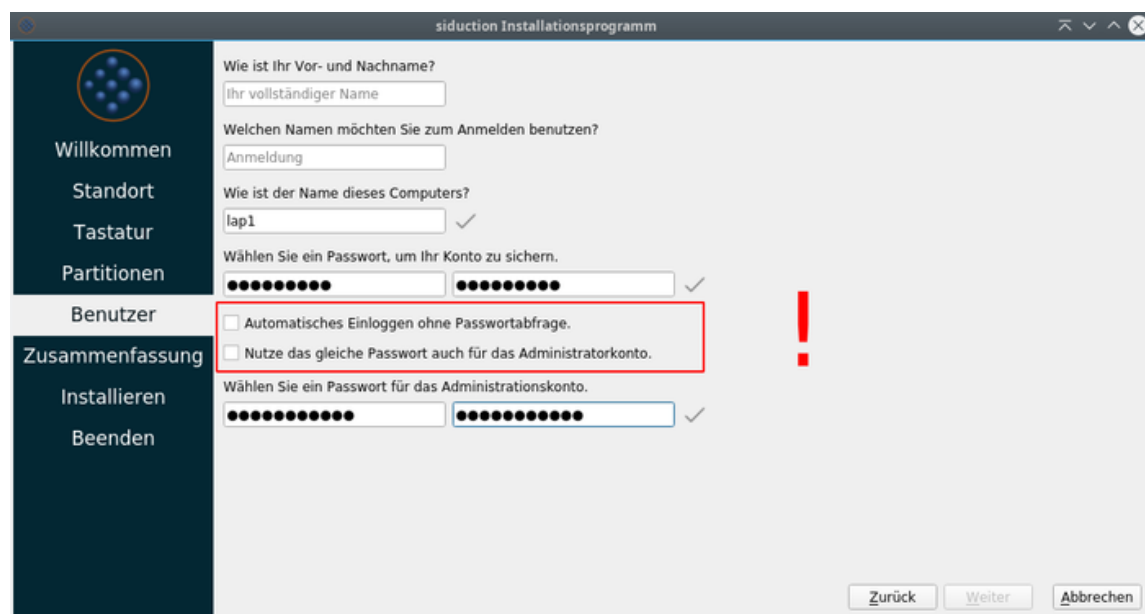 siduction Installationsprogramm
Willkommen
Standort
Tastatur
Partitionen
Benutzer
Zusammenfassung
Installieren
Beenden
Wie ist Ihr Vor- und Nachname?
Ihr vollständiger Name
Welchen Namen möchten Sie zum Anmelden benutzen?
Anmeldung
Wie ist der Name dieses Computers?
lap1
Wählen Sie ein Passwort, um Ihr Konto zu sichern.
●●●●●●●●● ●●●●●●●●●
Automatisches Einloggen ohne Passwortabfrage.
Nutze das gleiche Passwort auch für das Administratorkonto.
!
Wählen Sie ein Passwort für das Administrationskonto.
●●●●●●●●●●● ●●●●●●●●●●●
Zurück Weiter Abbrechen